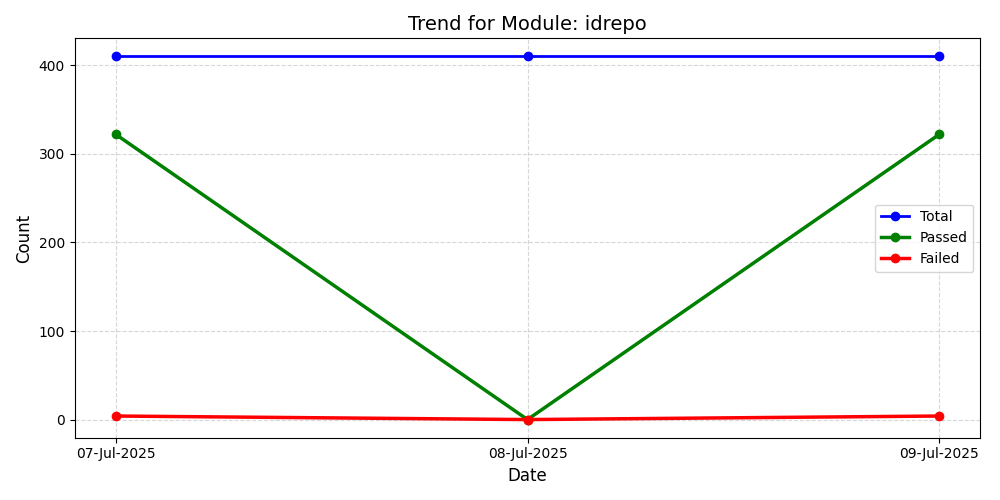 Trend for Module: idrepo
Count
400
300
200
100
0
Total
Passed
Failed
07-Jul-2025
08-Jul-2025
09-Jul-2025
Date